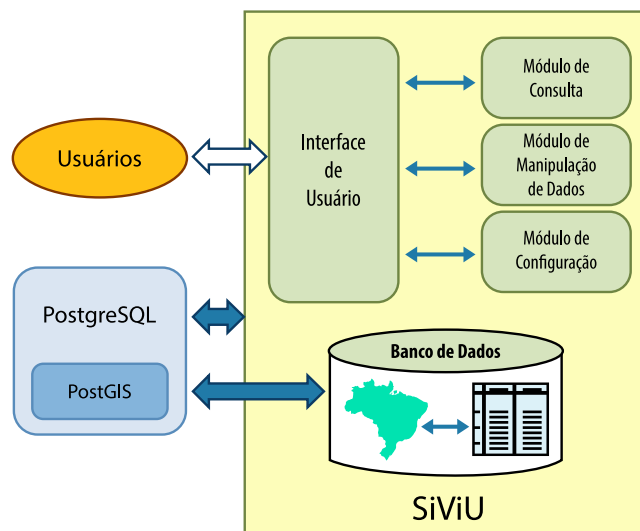 Usuários
Interface
de
Usuário
Módulo de
Consulta
Módulo de
Manipulação
de Dados
Módulo de
Configuração
PostgreSQL
PostGIS
Banco de Dados
SiViU